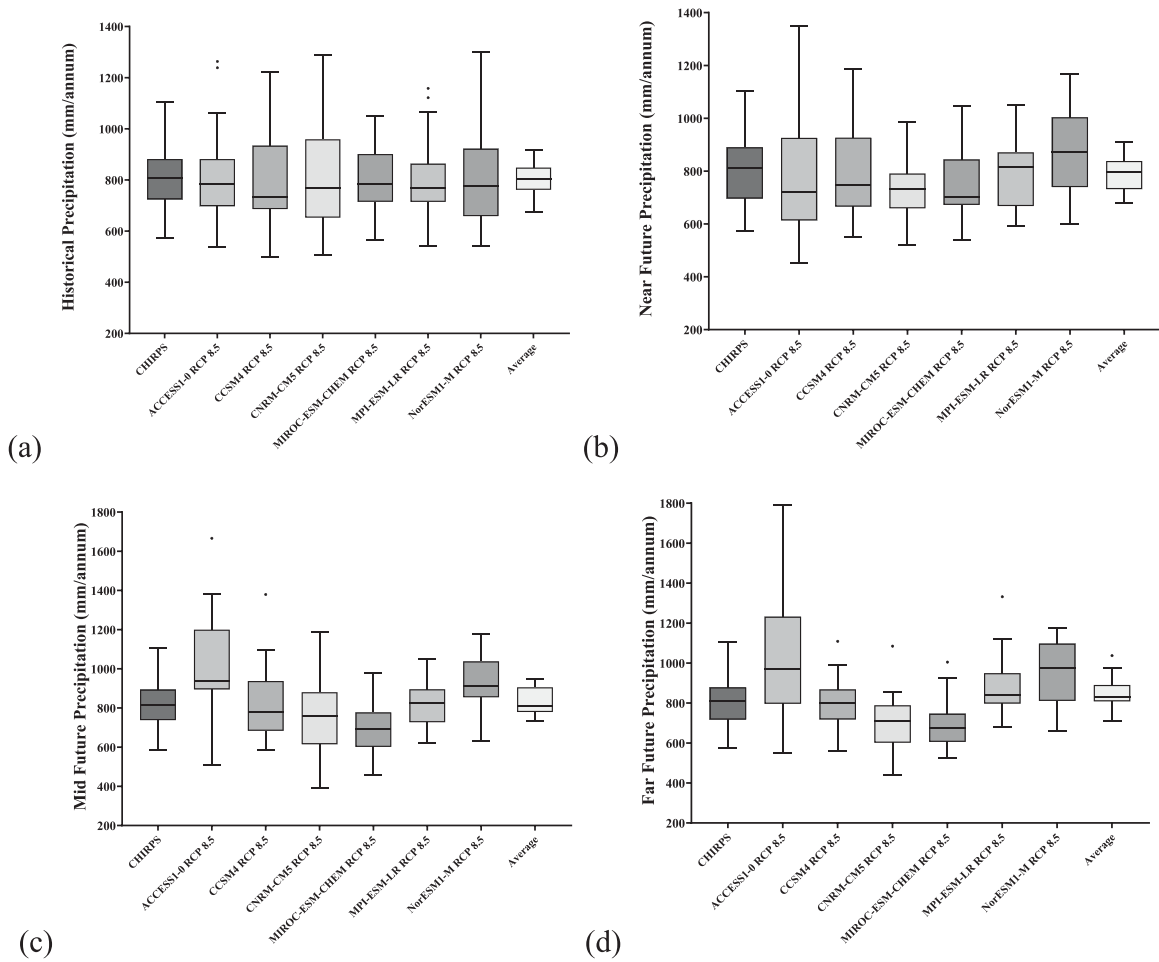 Historical Precipitation (mm/annum)
1400
1200
1000
800
600
400
200
CHIRPS
ACCESS1-0 RCP 8.5
CCSM4 RCP 8.5
CNRM-CM5 RCP 8.5
MIROC-ESM-CHEM RCP 8.5
MPI-ESM-LR RCP 8.5
NorESM1-M RCP 8.5
Average
(a)
Near Future Precipitation (mm/annum)
1400
1200
1000
800
600
400
200
CHIRPS
ACCESS1-0 RCP 8.5
CCSM4 RCP 8.5
CNRM-CM5 RCP 8.5
MIROC-ESM-CHEM RCP 8.5
MPI-ESM-LR RCP 8.5
NorESM1-M RCP 8.5
Average
(b)
Mid Future Precipitation (mm/annum)
1800
1600
1400
1200
1000
800
600
400
200
CHIRPS
ACCESS1-0 RCP 8.5
CCSM4 RCP 8.5
CNRM-CM5 RCP 8.5
MIROC-ESM-CHEM RCP 8.5
MPI-ESM-LR RCP 8.5
NorESM1-M RCP 8.5
Average
(c)
Far Future Precipitation (mm/annum)
1800
1600
1400
1200
1000
800
600
400
200
CHIRPS
ACCESS1-0 RCP 8.5
CCSM4 RCP 8.5
CNRM-CM5 RCP 8.5
MIROC-ESM-CHEM RCP 8.5
MPI-ESM-LR RCP 8.5
NorESM1-M RCP 8.5
Average
(d)